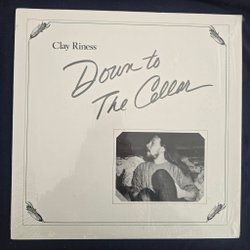 Clay Riness
Down to
The Cellar